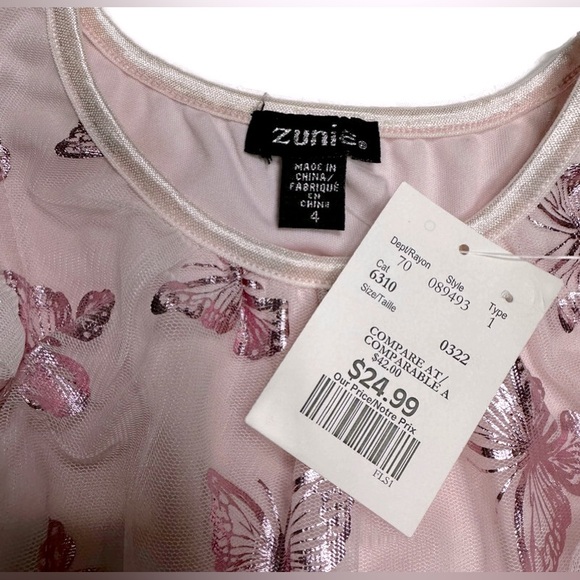 zunie®
MADE IN
CHINA/
FABRIQUÉ
EN
CHINE
4
Dept/Rayon Style Type
70 089493 1
Cat
6310
Size/Taille
0322
COMPARE AT/
COMPARABLE A
$42.00
$24.99
Our Price/Notre Prix
FLS1